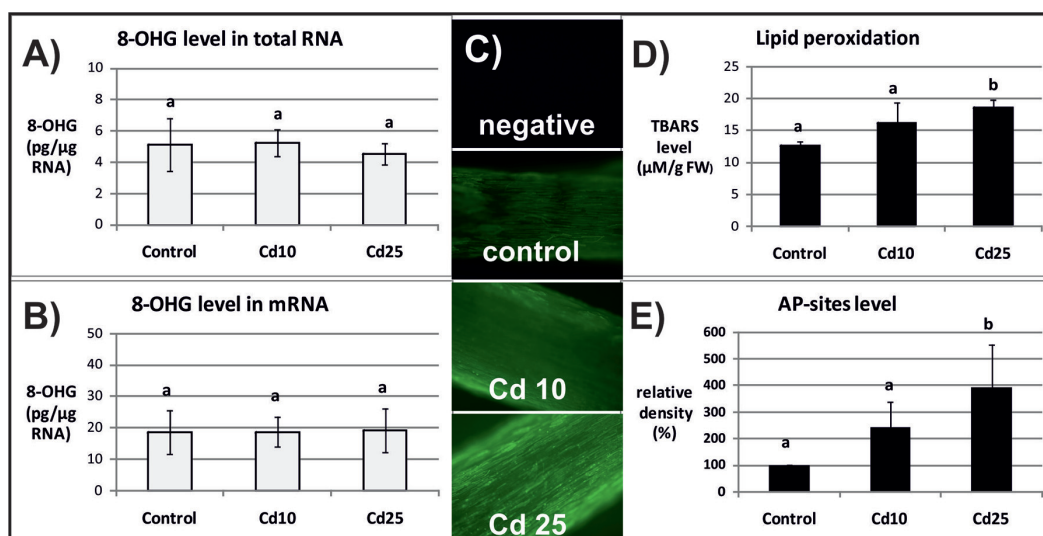 A)
8-OHG level in total RNA
8-OHG
(pg/µg
RNA)
10
8
6
4
2
0
a
a
a
Control
Cd10
Cd25
B)
8-OHG level in mRNA
8-OHG
(pg/µg
RNA)
50
40
30
20
10
0
a
a
a
Control
Cd10
Cd25
C)
negative
control
Cd 10
Cd 25
D)
Lipid peroxidation
TBARS
level
(µM/g FW)
25
20
15
10
5
0
a
a
b
Control
Cd10
Cd25
E)
AP-sites level
relative
density
(%)
600
500
400
300
200
100
0
a
a
b
Control
Cd10
Cd25